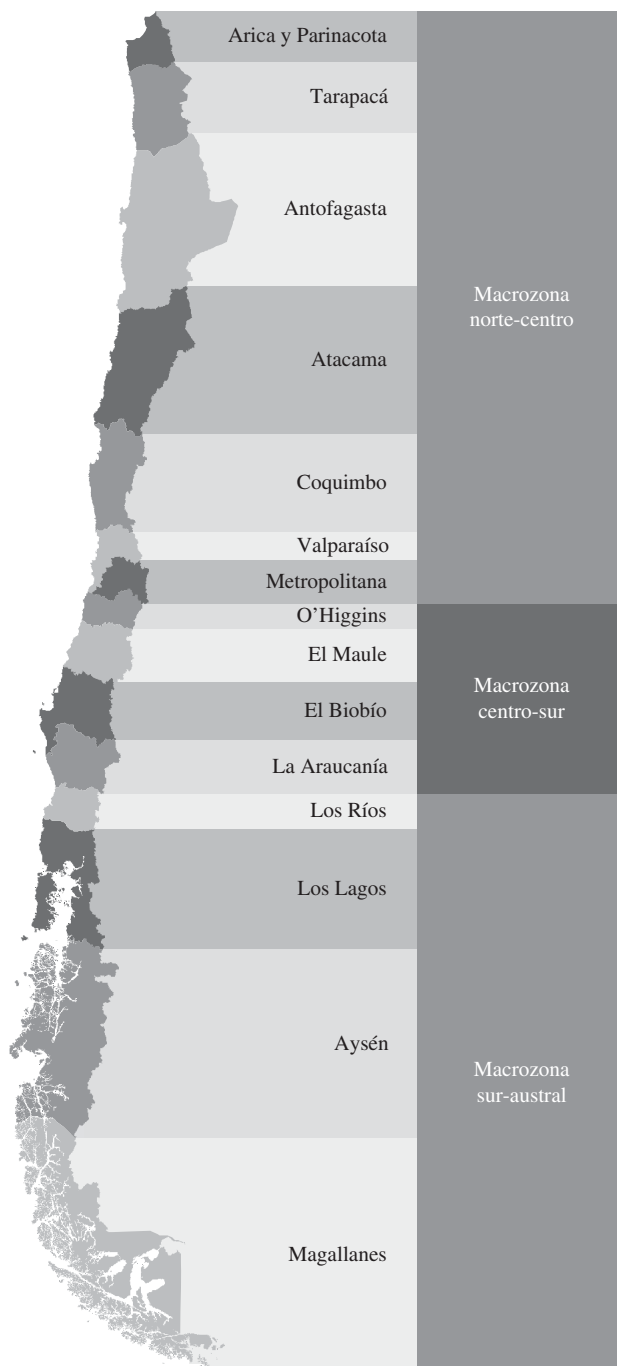 Arica y Parinacota
Tarapacá
Antofagasta
Atacama
Coquimbo
Valparaíso
Metropolitana
O’Higgins
El Maule
El Biobío
La Araucanía
Los Ríos
Los Lagos
Aysén
Magallanes
Macrozona
norte-centro
Macrozona
centro-sur
Macrozona
sur-austral